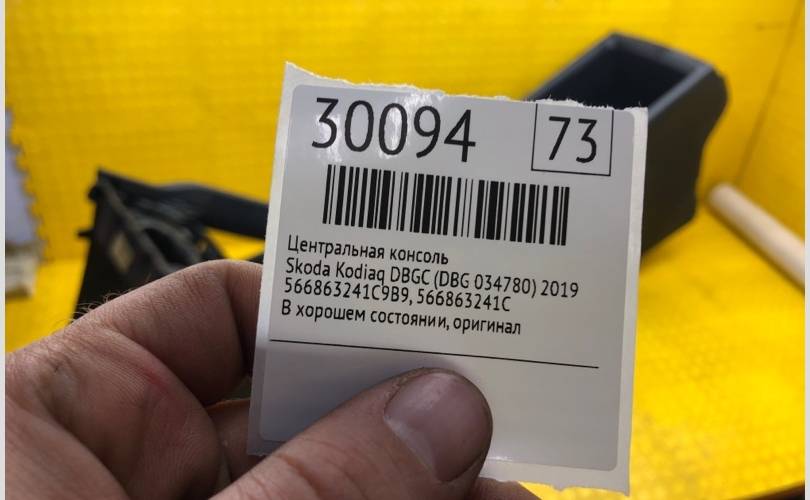 30094 73
Центральная консоль
Skoda Kodiaq DBGC (DBG 034780) 2019
566863241C9B9, 566863241C
В хорошем состоянии, оригинал